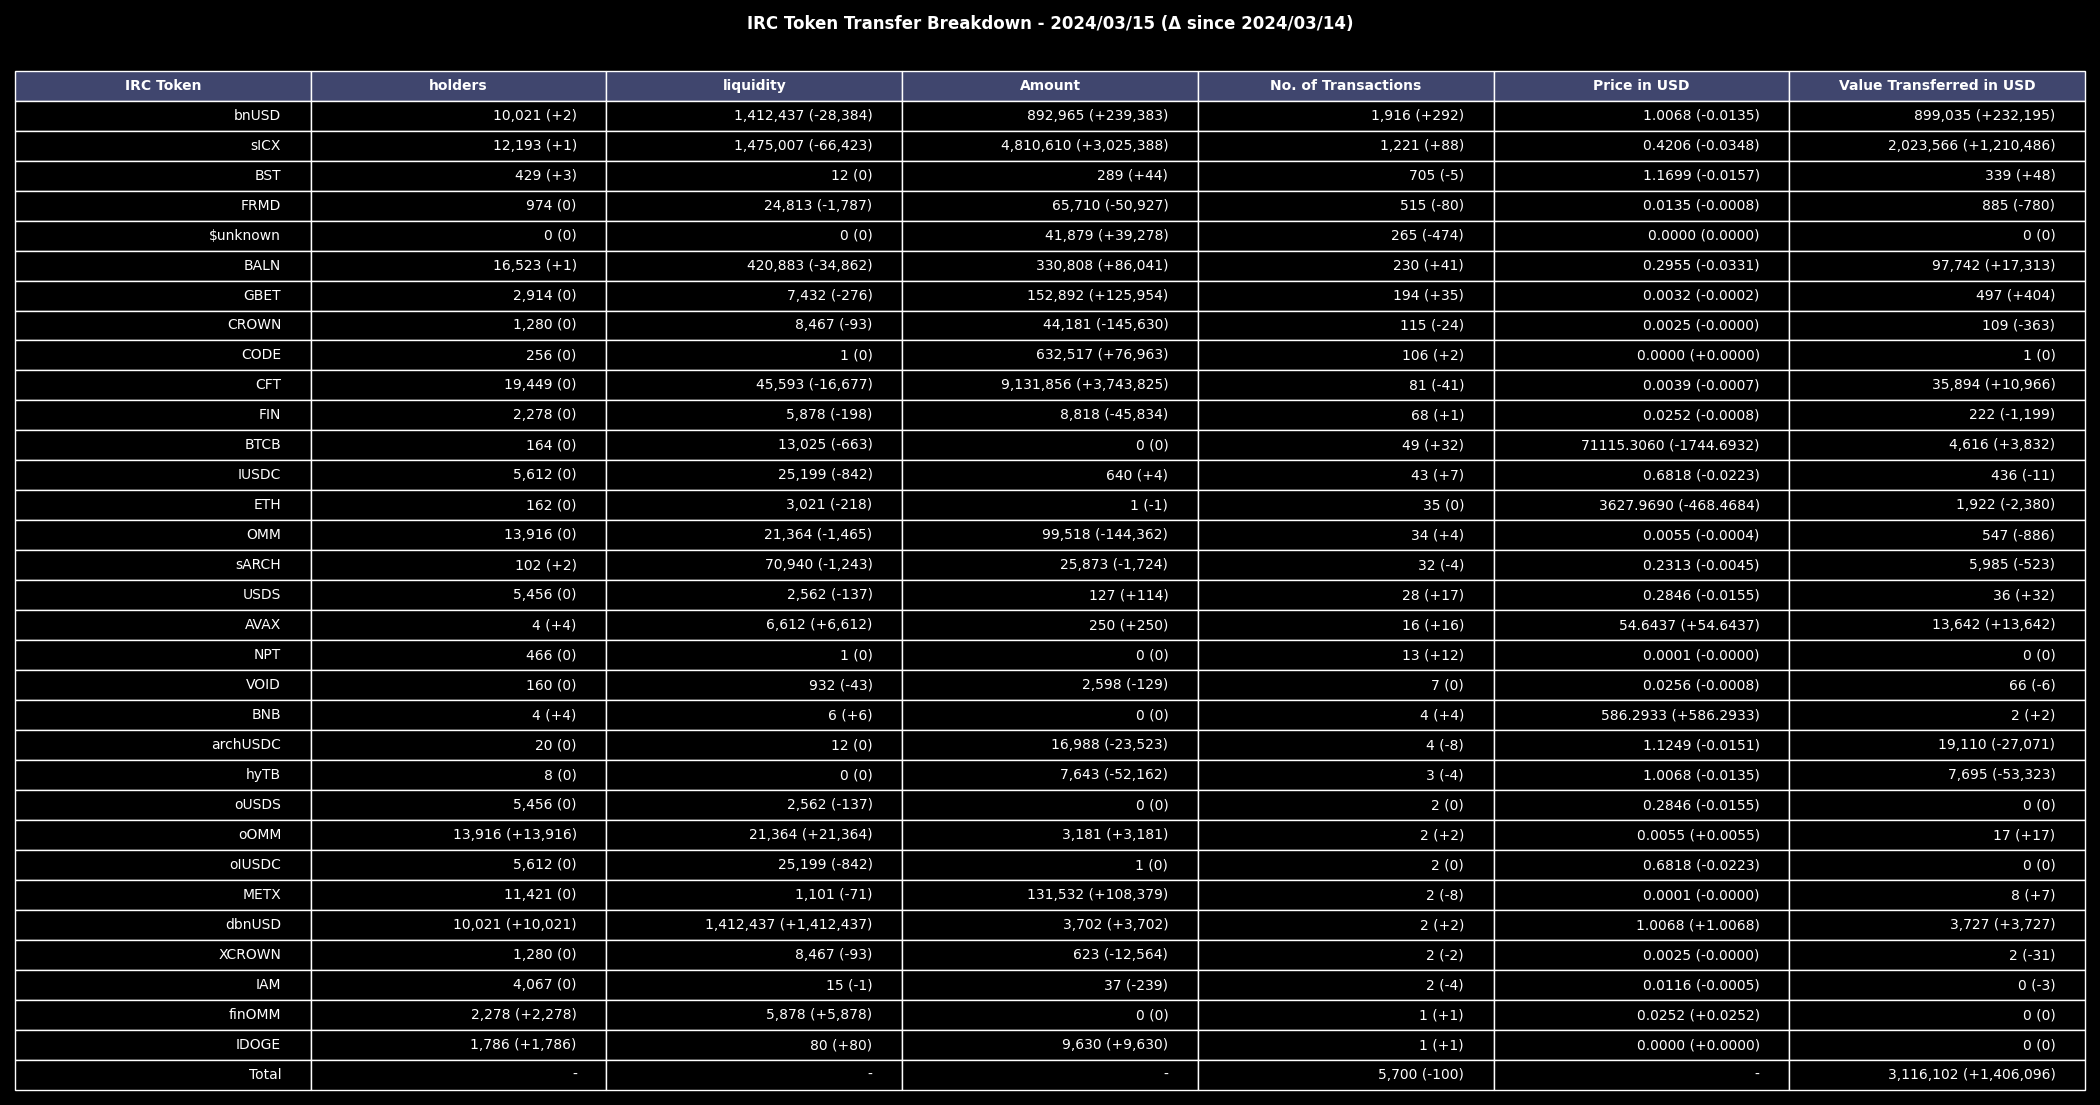 IRC Token Transfer Breakdown - 2024/03/15 (Δ since 2024/03/14)
IRC Token holders liquidity Amount No. of Transactions Price in USD Value Transferred in USD
bnUSD 10,021 (+2) 1,412,437 (-28,384) 892,965 (+239,383) 1,916 (+292) 1.0068 (-0.0135) 899,035 (+232,195)
sICX 12,193 (+1) 1,475,007 (-66,423) 4,810,610 (+3,025,388) 1,221 (+88) 0.4206 (-0.0348) 2,023,566 (+1,210,486)
BST 429 (+3) 12 (0) 289 (+44) 705 (-5) 1.1699 (-0.0157) 339 (+48)
FRMD 974 (0) 24,813 (-1,787) 65,710 (-50,927) 515 (-80) 0.0135 (-0.0008) 885 (-780)
$unknown 0 (0) 0 (0) 41,879 (+39,278) 265 (-474) 0.0000 (0.0000) 0 (0)
BALN 16,523 (+1) 420,883 (-34,862) 330,808 (+86,041) 230 (+41) 0.2955 (-0.0331) 97,742 (+17,313)
GBET 2,914 (0) 7,432 (-276) 152,892 (+125,954) 194 (+35) 0.0032 (-0.0002) 497 (+404)
CROWN 1,280 (0) 8,467 (-93) 44,181 (-145,630) 115 (-24) 0.0025 (-0.0000) 109 (-363)
CODE 256 (0) 1 (0) 632,517 (+76,963) 106 (+2) 0.0000 (+0.0000) 1 (0)
CFT 19,449 (0) 45,593 (-16,677) 9,131,856 (+3,743,825) 81 (-41) 0.0039 (-0.0007) 35,894 (+10,966)
FIN 2,278 (0) 5,878 (-198) 8,818 (-45,834) 68 (+1) 0.0252 (-0.0008) 222 (-1,199)
BTCB 164 (0) 13,025 (-663) 0 (0) 49 (+32) 71115.3060 (-1744.6932) 4,616 (+3,832)
IUSDC 5,612 (0) 25,199 (-842) 640 (+4) 43 (+7) 0.6818 (-0.0223) 436 (-11)
ETH 162 (0) 3,021 (-218) 1 (-1) 35 (0) 3627.9690 (-468.4684) 1,922 (-2,380)
OMM 13,916 (0) 21,364 (-1,465) 99,518 (-144,362) 34 (+4) 0.0055 (-0.0004) 547 (-886)
sARCH 102 (+2) 70,940 (-1,243) 25,873 (-1,724) 32 (-4) 0.2313 (-0.0045) 5,985 (-523)
USDS 5,456 (0) 2,562 (-137) 127 (+114) 28 (+17) 0.2846 (-0.0155) 36 (+32)
AVAX 4 (+4) 6,612 (+6,612) 250 (+250) 16 (+16) 54.6437 (+54.6437) 13,642 (+13,642)
NPT 466 (0) 1 (0) 0 (0) 13 (+12) 0.0001 (-0.0000) 0 (0)
VOID 160 (0) 932 (-43) 2,598 (-129) 7 (0) 0.0256 (-0.0008) 66 (-6)
BNB 4 (+4) 6 (+6) 0 (0) 4 (+4) 586.2933 (+586.2933) 2 (+2)
archUSDC 20 (0) 12 (0) 16,988 (-23,523) 4 (-8) 1.1249 (-0.0151) 19,110 (-27,071)
hyTB 8 (0) 0 (0) 7,643 (-52,162) 3 (-4) 1.0068 (-0.0135) 7,695 (-53,323)
oUSDS 5,456 (0) 2,562 (-137) 0 (0) 2 (0) 0.2846 (-0.0155) 0 (0)
oOMM 13,916 (+13,916) 21,364 (+21,364) 3,181 (+3,181) 2 (+2) 0.0055 (+0.0055) 17 (+17)
oIUSDC 5,612 (0) 25,199 (-842) 1 (0) 2 (0) 0.6818 (-0.0223) 0 (0)
METX 11,421 (0) 1,101 (-71) 131,532 (+108,379) 2 (-8) 0.0001 (-0.0000) 8 (+7)
dbnUSD 10,021 (+10,021) 1,412,437 (+1,412,437) 3,702 (+3,702) 2 (+2) 1.0068 (+1.0068) 3,727 (+3,727)
XCROWN 1,280 (0) 8,467 (-93) 623 (-12,564) 2 (-2) 0.0025 (-0.0000) 2 (-31)
IAM 4,067 (0) 15 (-1) 37 (-239) 2 (-4) 0.0116 (-0.0005) 0 (-3)
finOMM 2,278 (+2,278) 5,878 (+5,878) 0 (0) 1 (+1) 0.0252 (+0.0252) 0 (0)
IDOGE 1,786 (+1,786) 80 (+80) 9,630 (+9,630) 1 (+1) 0.0000 (+0.0000) 0 (0)
Total - - - 5,700 (-100) - 3,116,102 (+1,406,096)